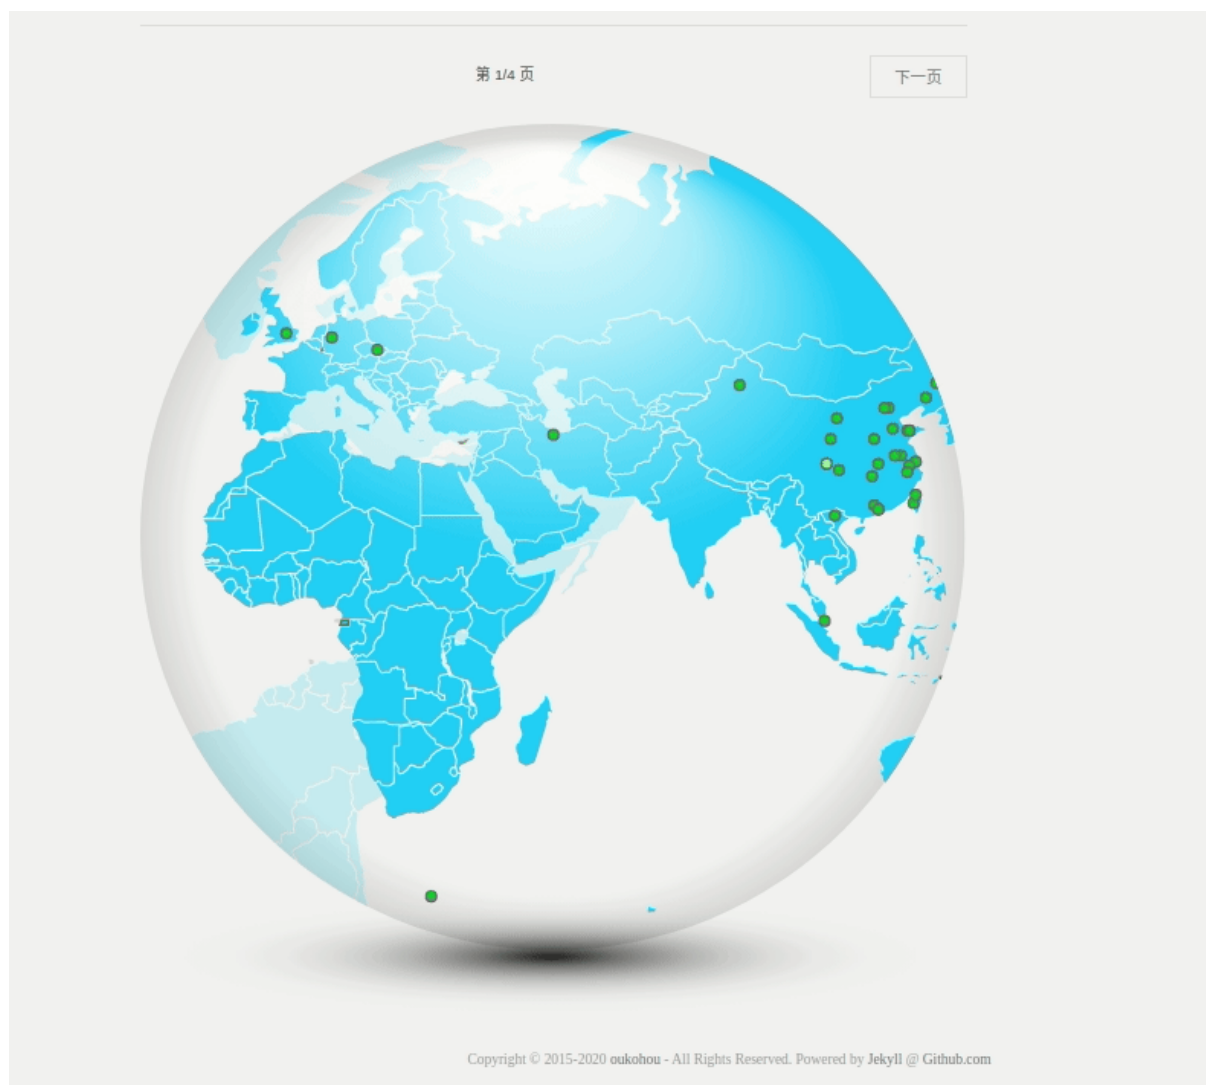 第 1/4 页
下一页
Copyright © 2015-2020 oukohou - All Rights Reserved. Powered by Jekyll @ Github.com